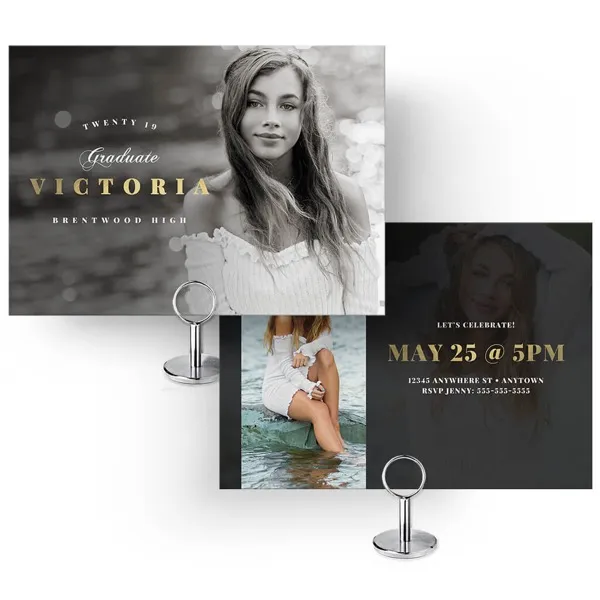 TWENTY 19
Graduate
VICTORIA
BRENTWOOD HIGH
LET'S CELEBRATE!
MAY 25 @ 5PM
12345 ANYWHERE ST • ANYTOWN
RSVP JENNY: 555-555-5555